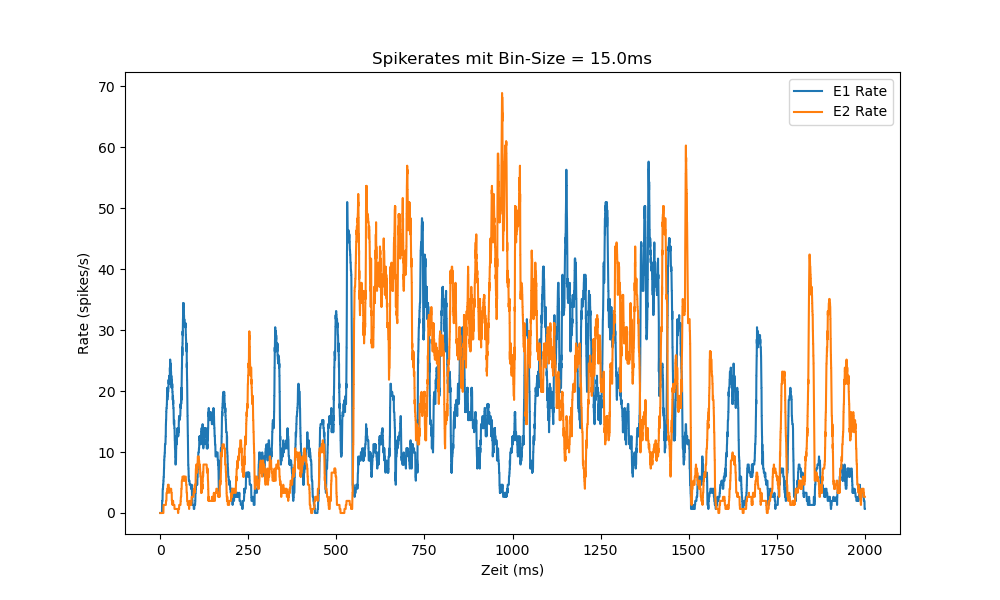 Spikerates mit Bin-Size = 15.0ms
E1 Rate
E2 Rate
70
60
50
40
30
20
10
0
Rate (spikes/s)
0 250 500 750 1000 1250 1500 1750 2000
Zeit (ms)